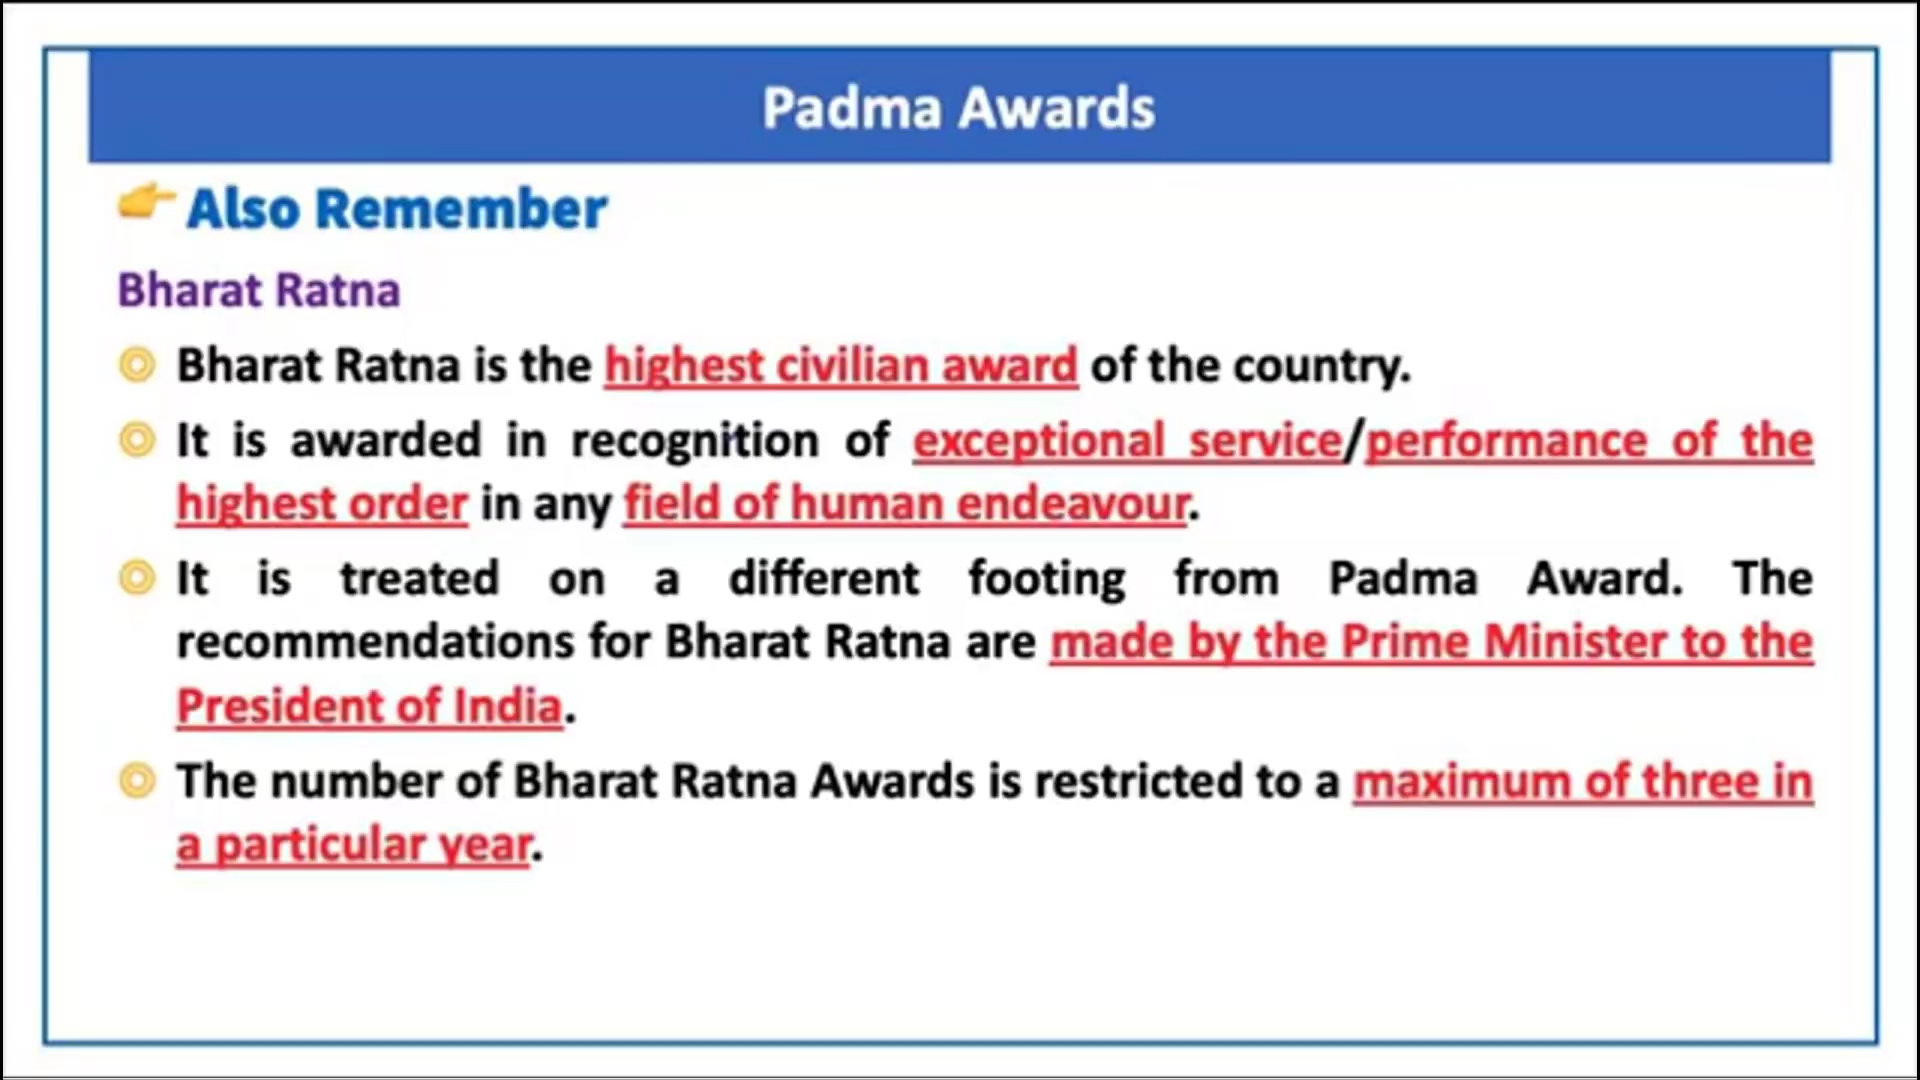 Padma Awards
Also Remember
Bharat Ratna
Bharat Ratna is the highest civilian award of the country.
It is awarded in recognition of exceptional service/performance of the
highest order in any field of human endeavour.
It is treated on a different footing from Padma Award. The
recommendations for Bharat Ratna are made by the Prime Minister to the
President of India.
The number of Bharat Ratna Awards is restricted to a maximum of three in
a particular year.